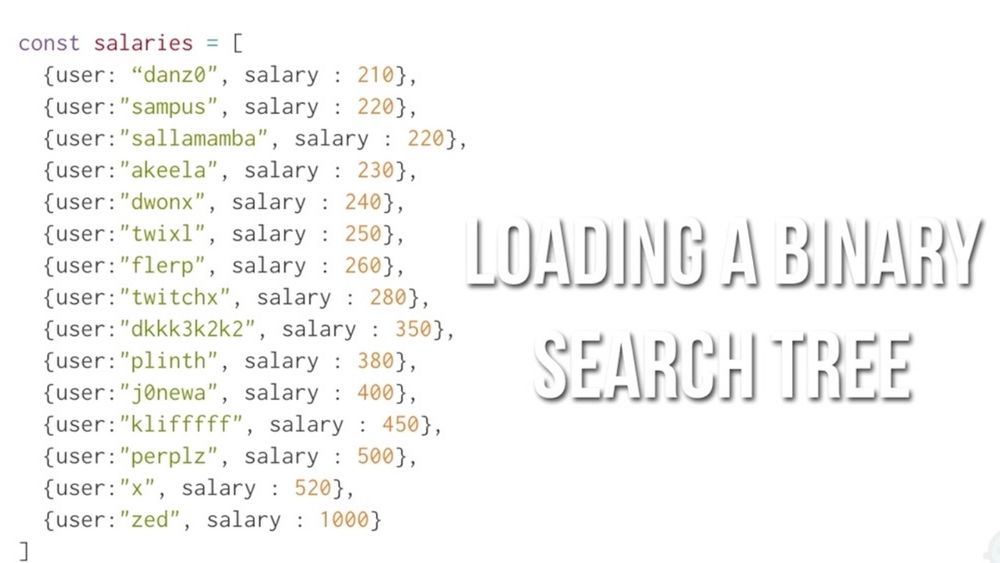 const salaries = [
{user: “danz0", salary : 210},
{user:"sampus", salary : 220},
{user:"sallamamba", salary : 220},
{user:"akeela", salary : 230},
{user:"dwonx", salary : 240},
{user:"twixl", salary : 250},
{user:"flerp", salary : 260},
{user:"twitchx", salary : 280},
{user:"dkkk3k2k2", salary : 350},
{user:"plinth", salary : 380},
{user:"j0newa", salary : 400},
{user:"klifffff", salary : 450},
{user:"perplz", salary : 500},
{user:"x", salary : 520},
{user:"zed", salary : 1000}
]
LOADING A BINARY
SEARCH TREE